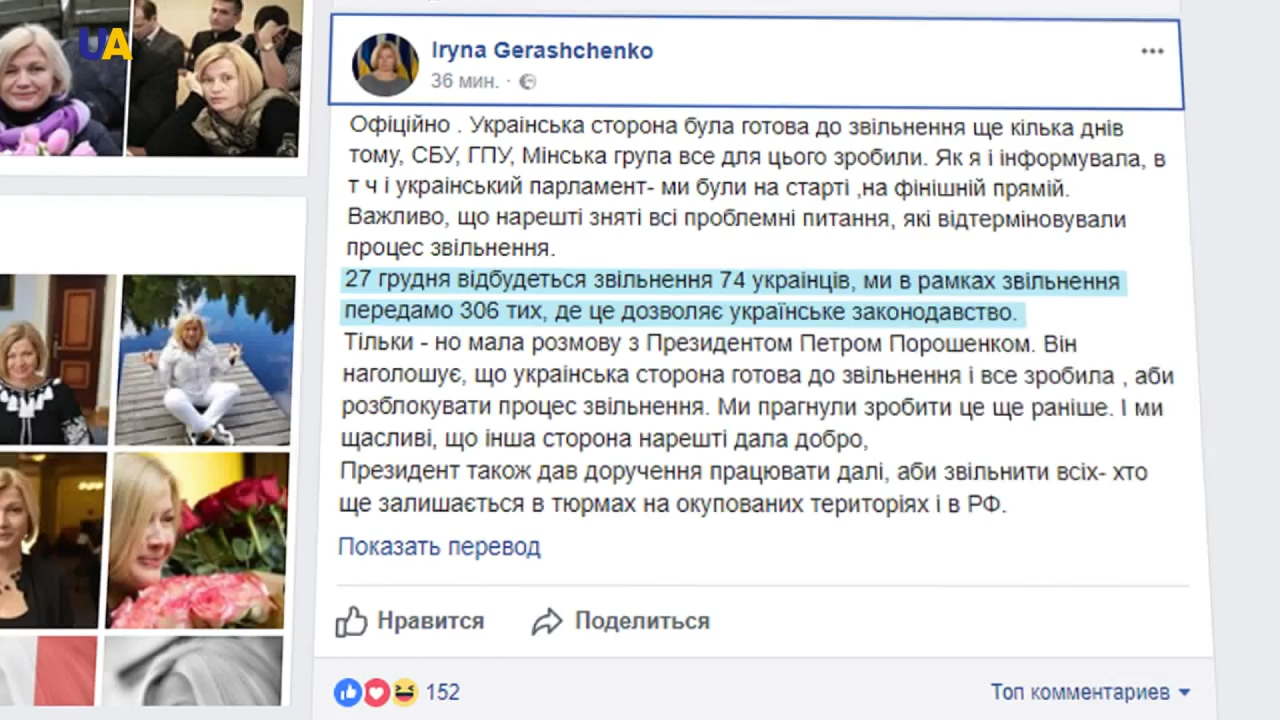 UA
Iryna Gerashchenko
36 мин. ·
Офіційно . Українська сторона була готова до звільнення ще кілька днів
тому, СБУ, ГПУ, Мінська група все для цього зробили. Як я і інформувала, в
т ч і український парламент- ми були на старті ,на фінішній прямій.
Важливо, що нарешті зняті всі проблемні питання, які відтерміновували
процес звільнення.
27 грудня відбудеться звільнення 74 українців, ми в рамках звільнення
передамо 306 тих, де це дозволяє українське законодавство.
Тільки - но мала розмову з Президентом Петром Порошенком. Він
наголошує, що українська сторона готова до звільнення і все зробила , аби
розблокувати процес звільнення. Ми прагнули зробити це ще раніше. І ми
щасливі, що інша сторона нарешті дала добро,
Президент також дав доручення працювати далі, аби звільнити всіх- хто
ще залишається в тюрмах на окупованих територіях і в РФ.
Показать перевод
Нравится Поделиться
152 Топ комментариев